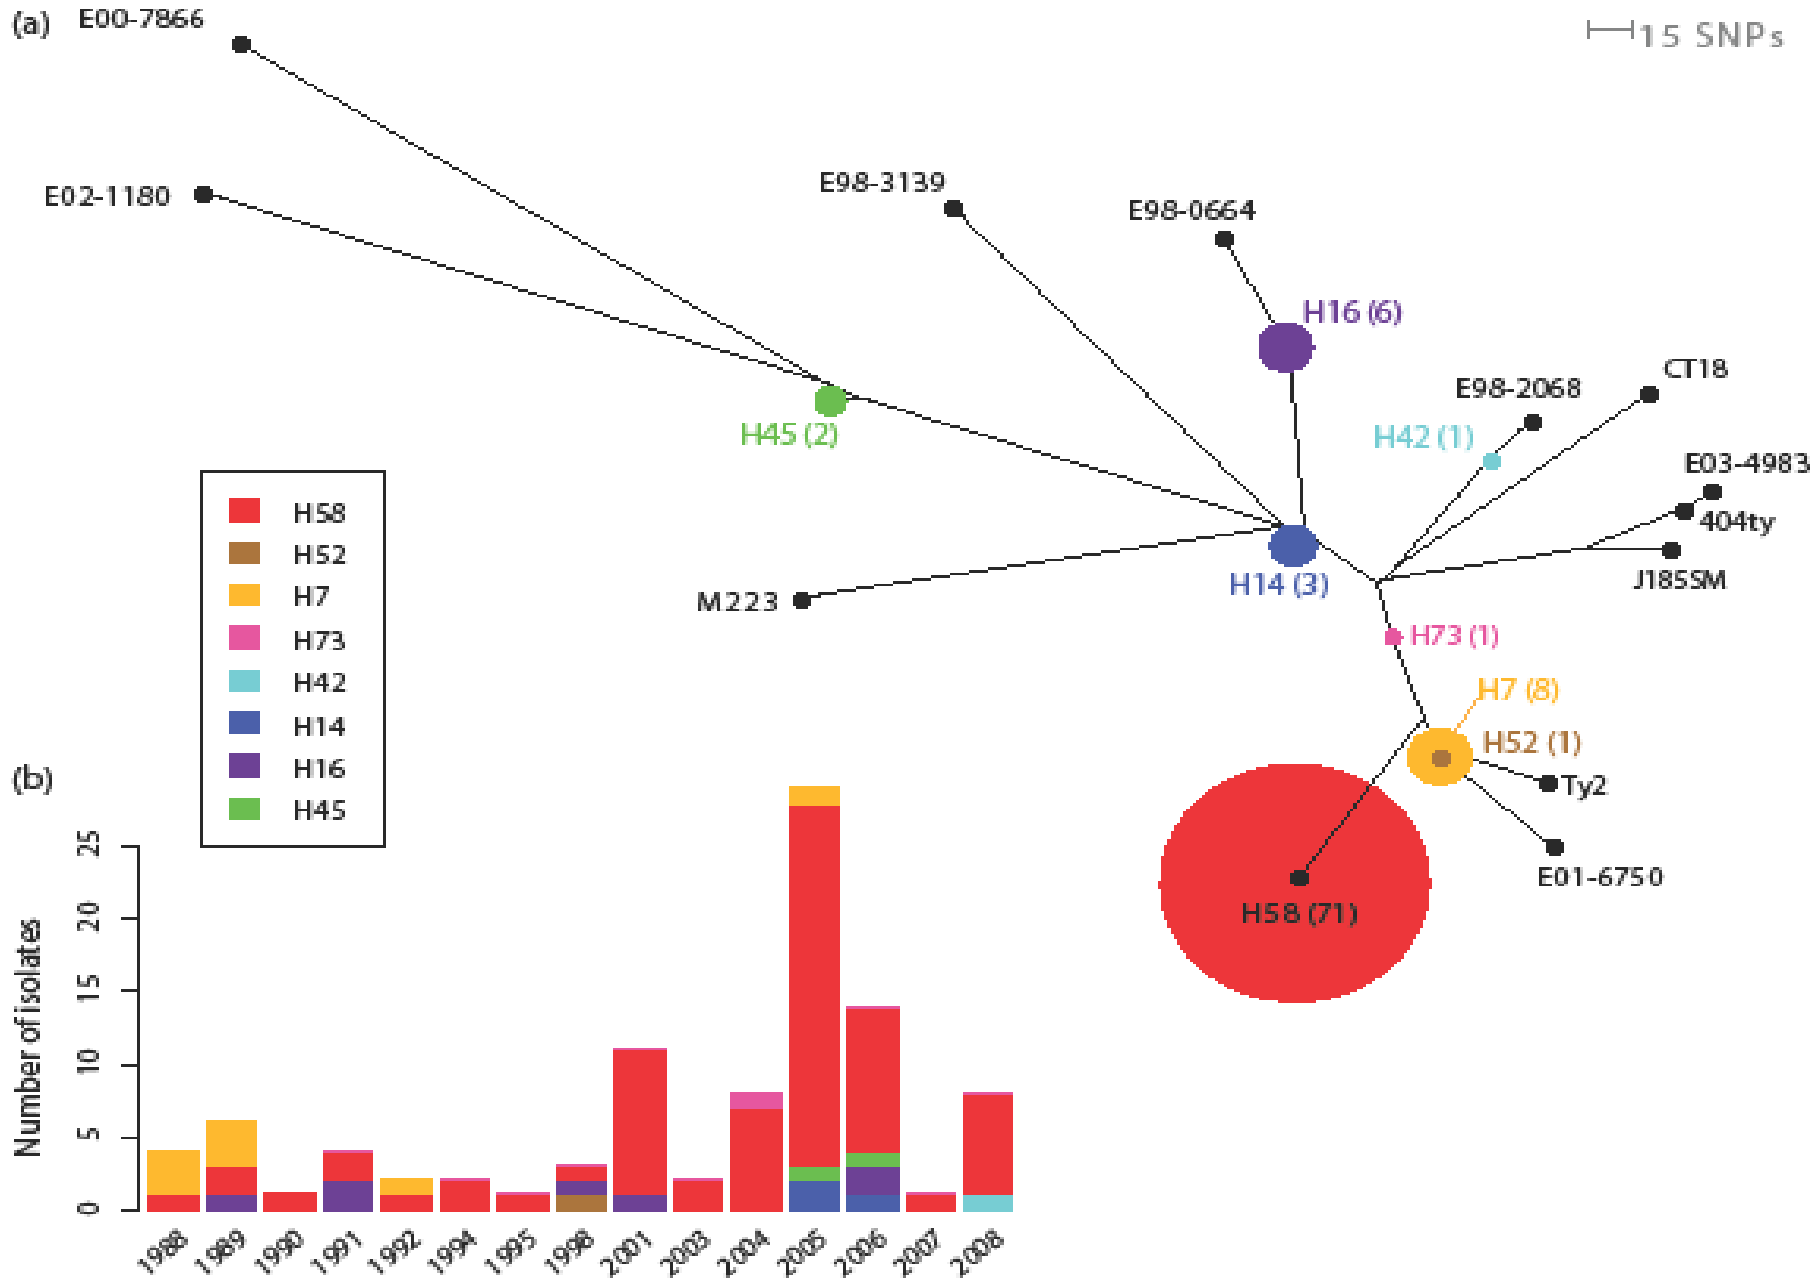 (a)
E00-7866
15 SNPs
E02-1180
E98-3139
E98-0664
H16 (6)
CT18
E98-2068
H42 (1)
H45 (2)
E03-4983
404ty
J185SM
H14 (3)
M223
H73 (1)
H7 (8)
H52 (1)
Ty2
E01-6750
H58 (71)
H58
H52
H7
H73
H42
H14
H16
H45
(b)
Number of isolates
25
20
15
10
5
0
1988
1989
1990
1991
1992
1994
1995
1998
2001
2003
2004
2005
2006
2007
2008